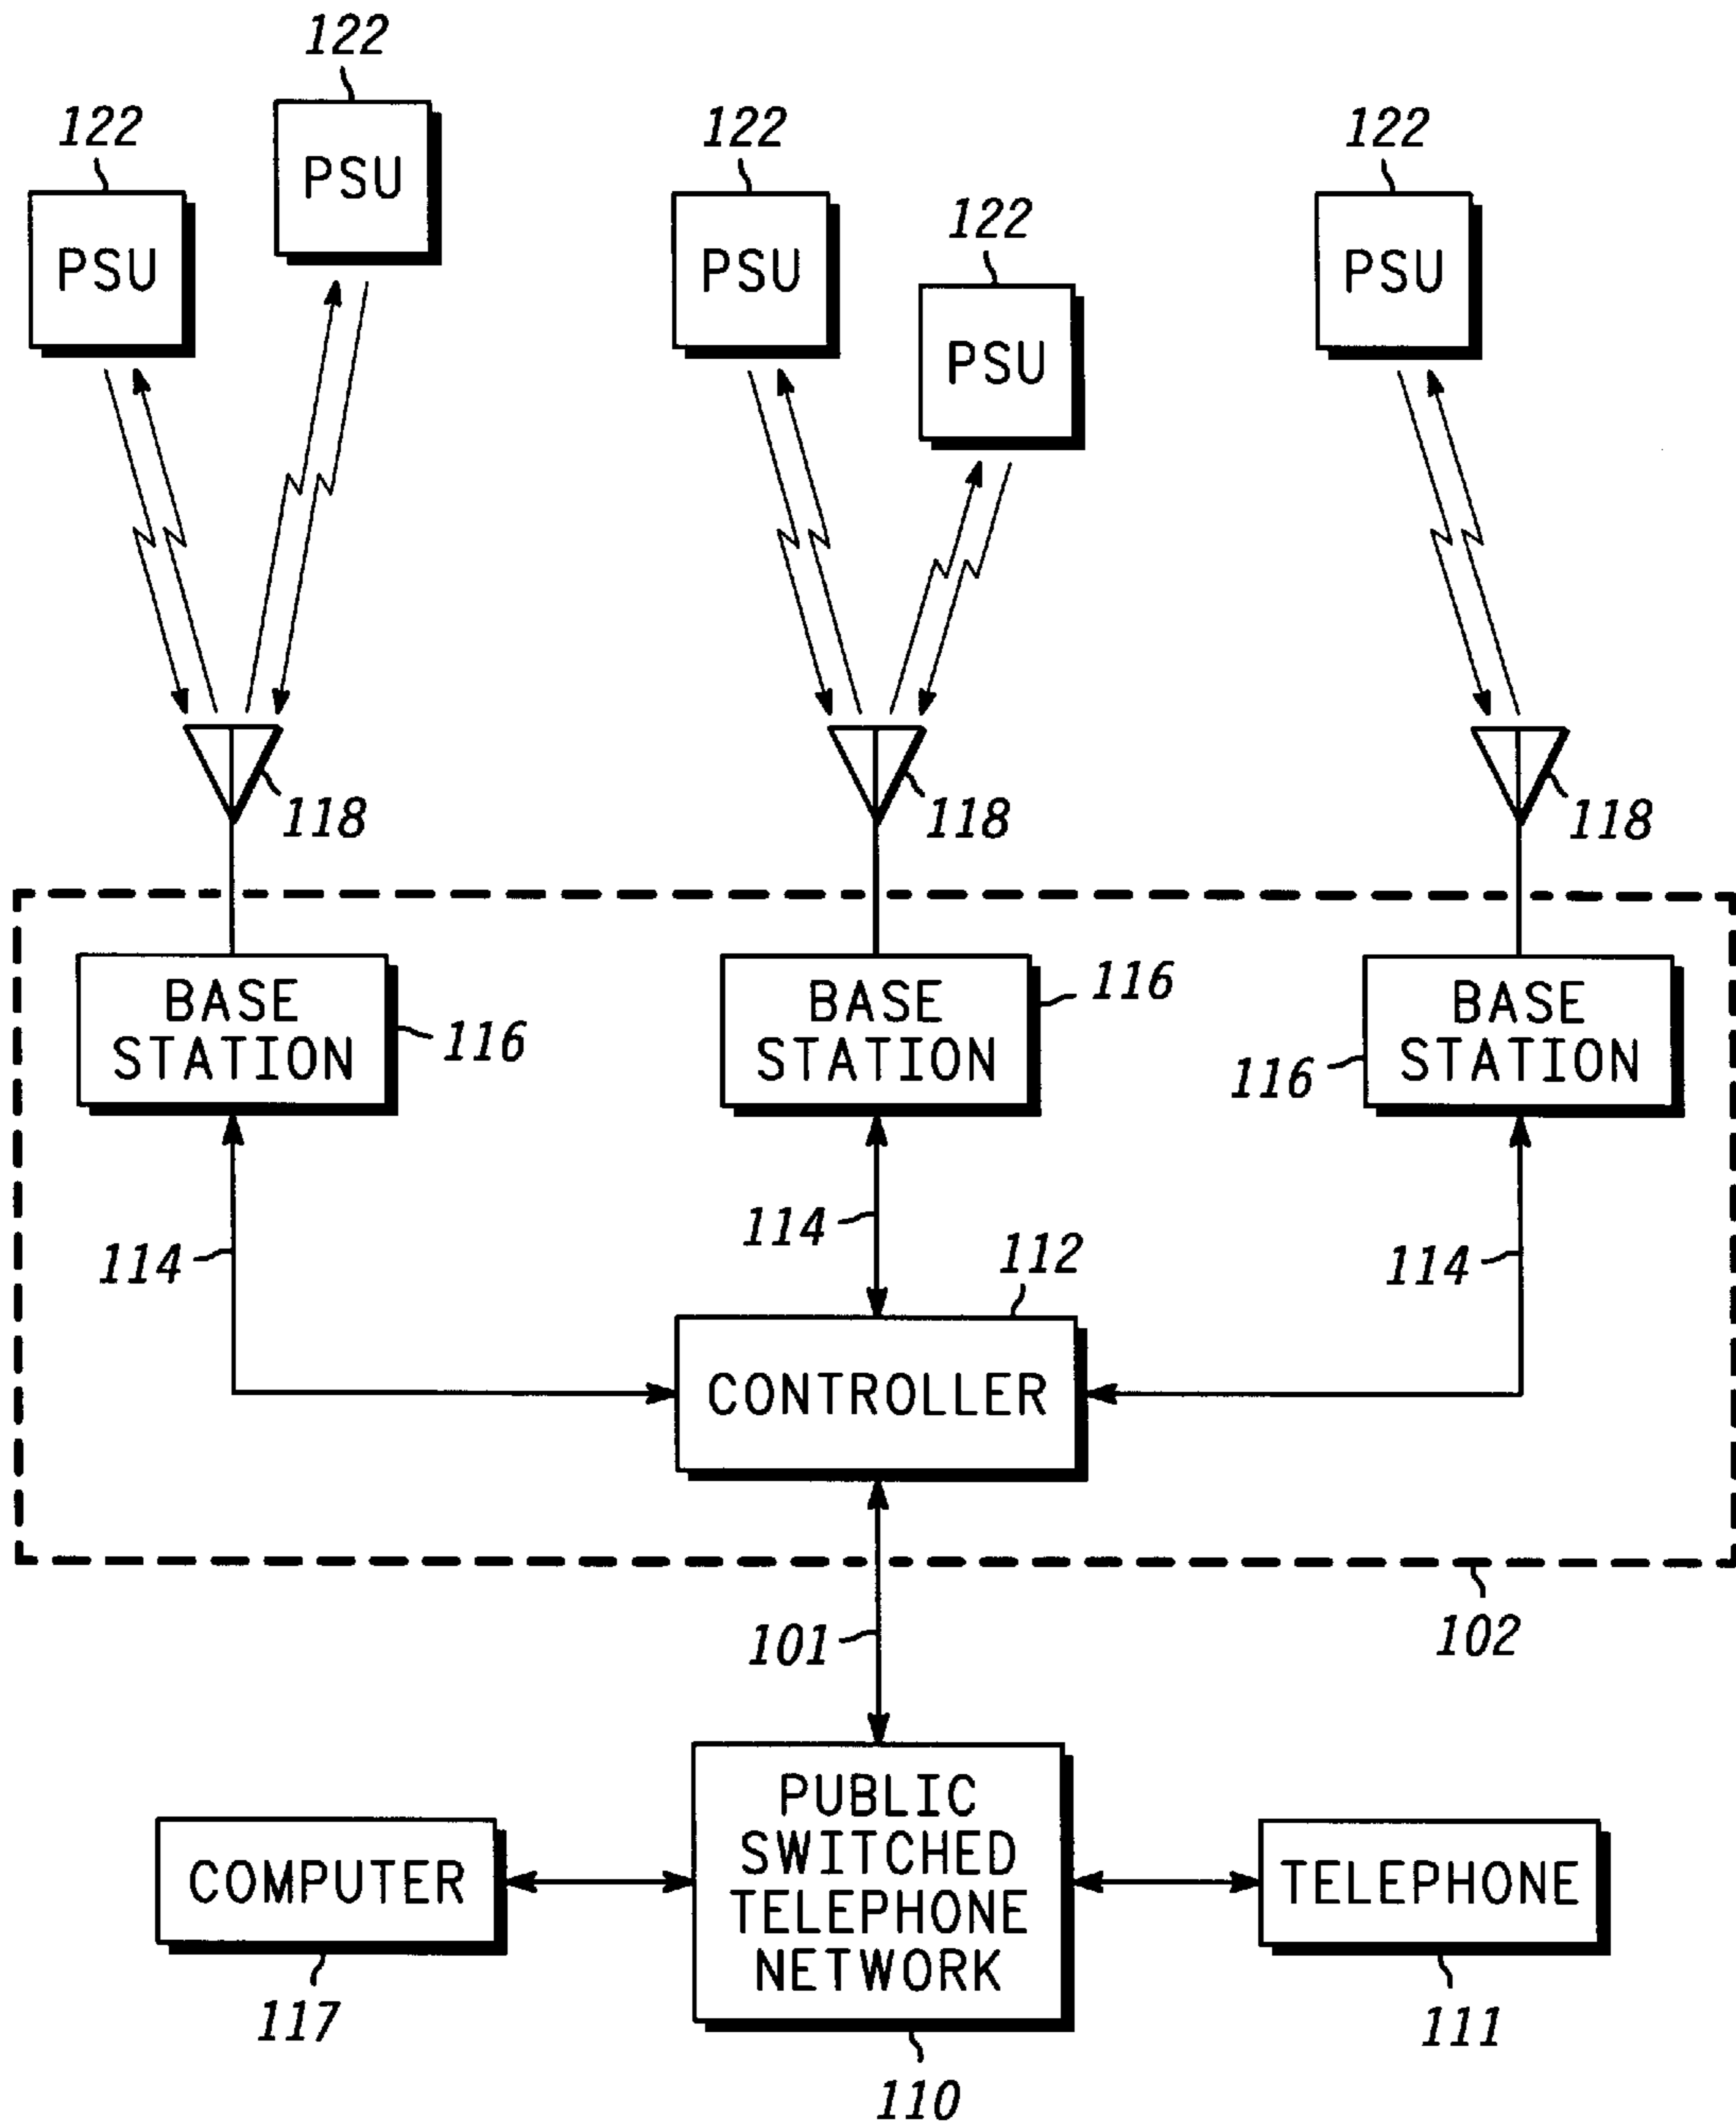 122
122
122
122
122
PSU
PSU
PSU
PSU
PSU
118
118
118
BASE
STATION
116
BASE
STATION
116
BASE
STATION
116
114
114
114
112
CONTROLLER
101
102
PUBLIC
SWITCHED
TELEPHONE
NETWORK
COMPUTER
TELEPHONE
117
111
110